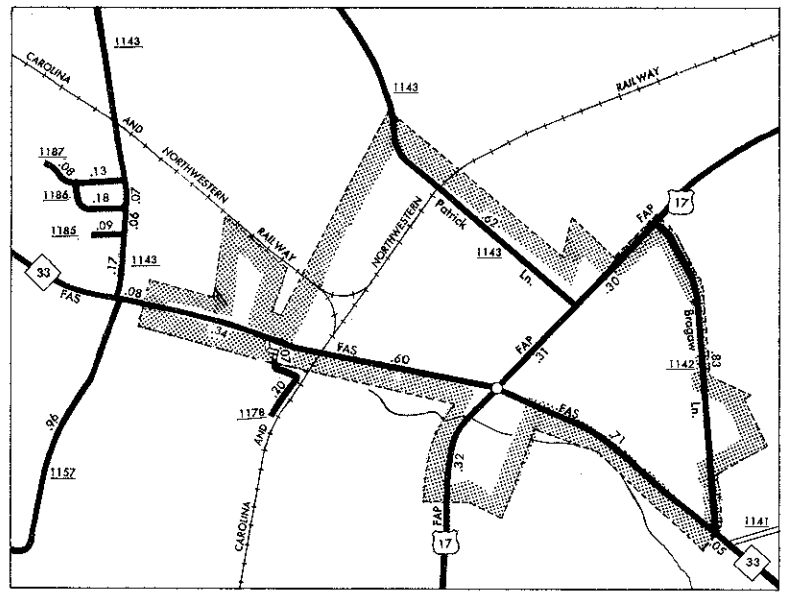 1143
CAROLINA
AND
NORTHWESTERN
RAILWAY
1143
RAILWAY
NORTHWESTERN
1187
.08
.13
1186
.18
.07
.06
1185
.09
.17
1143
33
FAS
.08
.34
.07
FAS
.60
.20
1178
AND
CAROLINA
.96
1157
Patrick
.62
1143
Ln.
FAP
17
.30
FAP
.31
Bragaw
1142
.83
Ln.
FAS
.71
.32
FAP
17
1141
.05
33